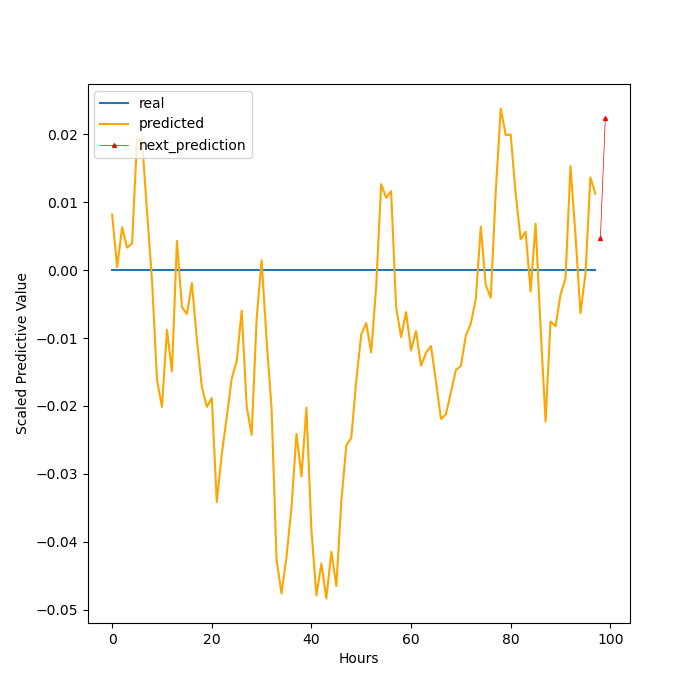 real
predicted
next_prediction
0.02
0.01
0.00
−0.01
−0.02
−0.03
−0.04
−0.05
Scaled Predictive Value
0 20 40 60 80 100
Hours